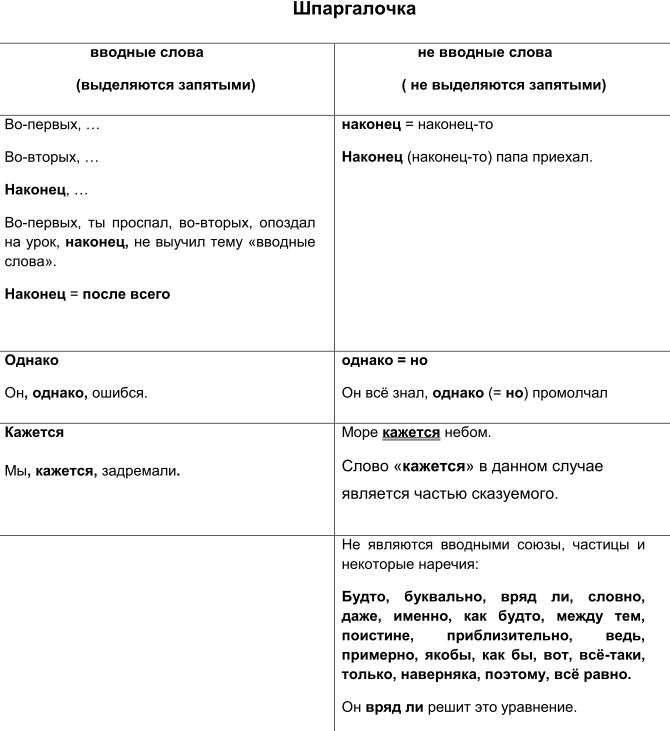 Шпаргалочка
вводные слова
(выделяются запятыми)
не вводные слова
( не выделяются запятыми)
Во-первых, …
Во-вторых, …
Наконец, …
Во-первых, ты проспал, во-вторых, опоздал
на урок, наконец, не выучил тему «вводные
слова».
Наконец = после всего
наконец = наконец-то
Наконец (наконец-то) папа приехал.
Однако
Он, однако, ошибся.
однако = но
Он всё знал, однако (= но) промолчал
Кажется
Мы, кажется, задремали.
Море кажется небом.
Слово «кажется» в данном случае
является частью сказуемого.
Не являются вводными союзы, частицы и
некоторые наречия:
Будто, буквально, вряд ли, словно,
даже, именно, как будто, между тем,
поистине, приблизительно, ведь,
примерно, якобы, как бы, вот, всё-таки,
только, наверняка, поэтому, всё равно.
Он вряд ли решит это уравнение.